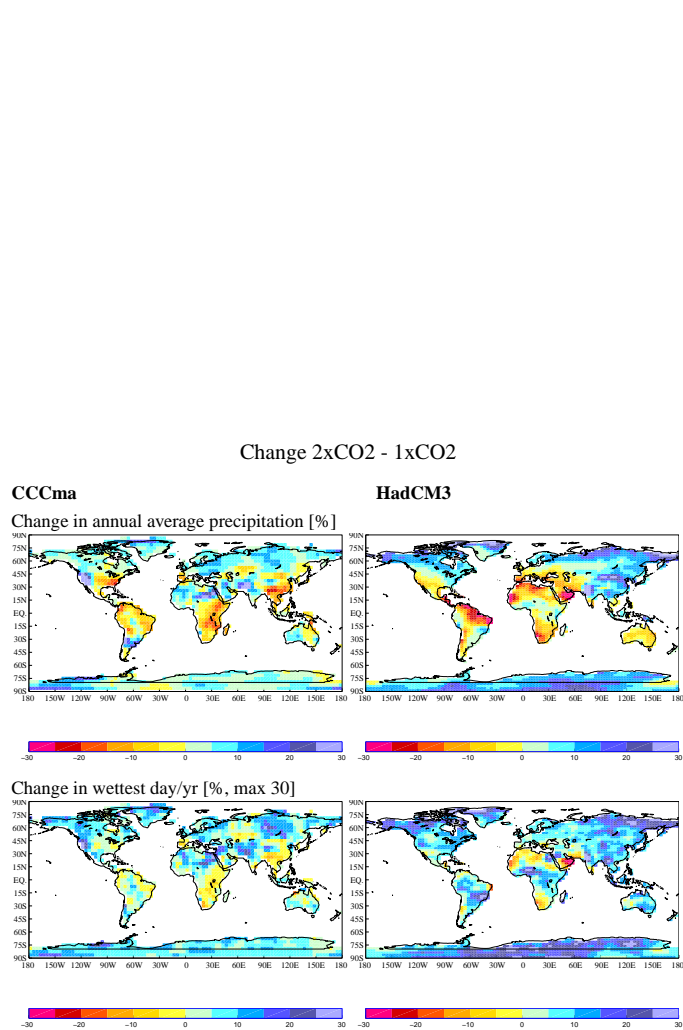 Change 2xCO2 - 1xCO2
CCCma HadCM3
Change in annual average precipitation [%]
90N 90N
75N 75N
60N 60N
45N 45N
30N 30N
15N 15N
EQ EQ
15S 15S
30S 30S
45S 45S
60S 60S
75S 75S
90S 90S
180 150W 120W 90W 60W 30W 0 30E 60E 90E 120E 150E 180 180 150W 120W 90W 60W 30W 0 30E 60E 90E 120E 150E 180
−30 −20 −10 0 10 20 30 −30 −20 −10 0 10 20 30
Change in wettest day/yr [%, max 30]
90N 90N
75N 75N
60N 60N
45N 45N
30N 30N
15N 15N
EQ EQ
15S 15S
30S 30S
45S 45S
60S 60S
75S 75S
90S 90S
180 150W 120W 90W 60W 30W 0 30E 60E 90E 120E 150E 180 180 150W 120W 90W 60W 30W 0 30E 60E 90E 120E 150E 180
−30 −20 −10 0 10 20 30 −30 −20 −10 0 10 20 30